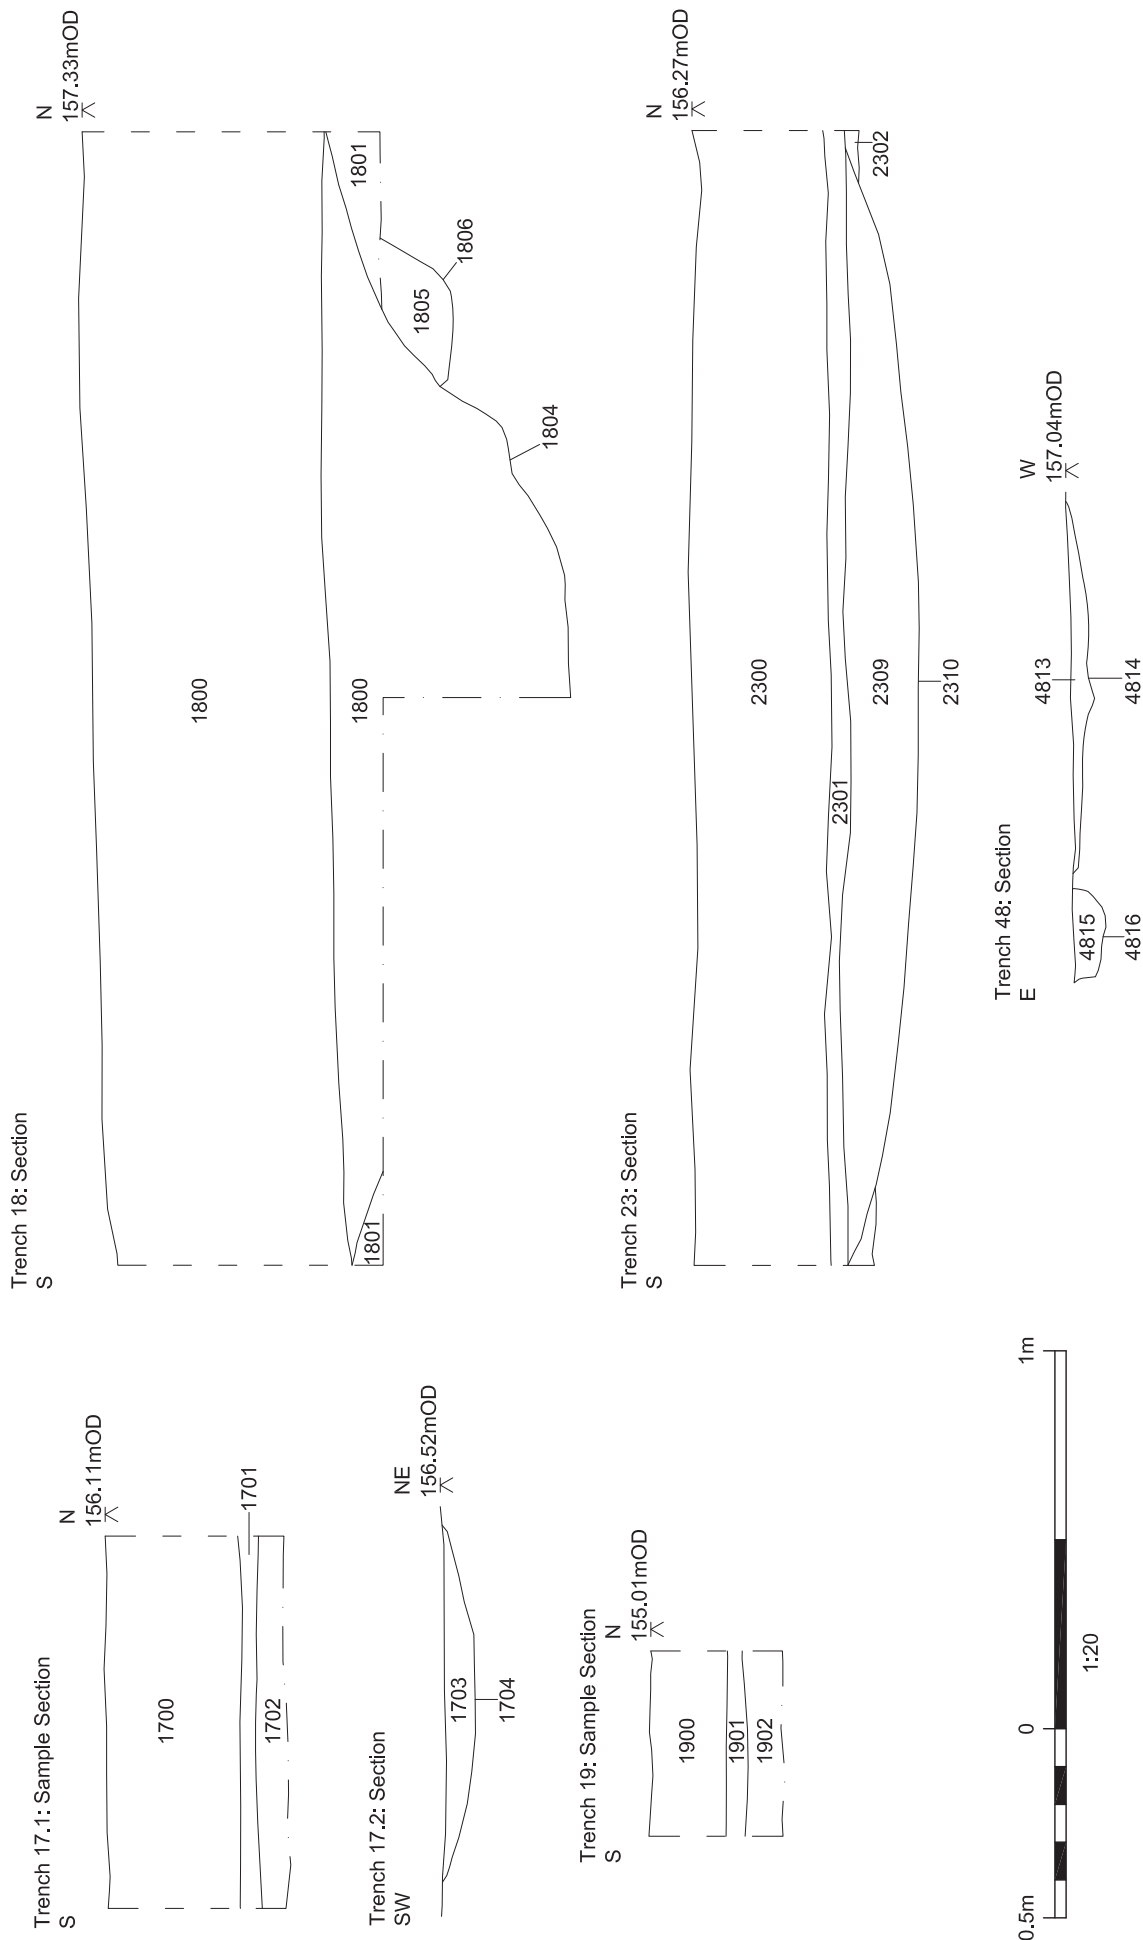 Trench 17.1: Sample Section
S
N
156.11mOD
1700
1701
1702
Trench 17.2: Section
SW
NE
156.52mOD
1703
1704
Trench 19: Sample Section
S
N
155.01mOD
1900
1901
1902
Trench 18: Section
S
N
157.33mOD
1800
1800
1801
1801
1805
1806
1804
Trench 23: Section
S
N
156.27mOD
2300
2301
2309
2310
2302
Trench 48: Section
E
W
157.04mOD
4815
4816
4813
4814
0.5m
0
1m
1:20